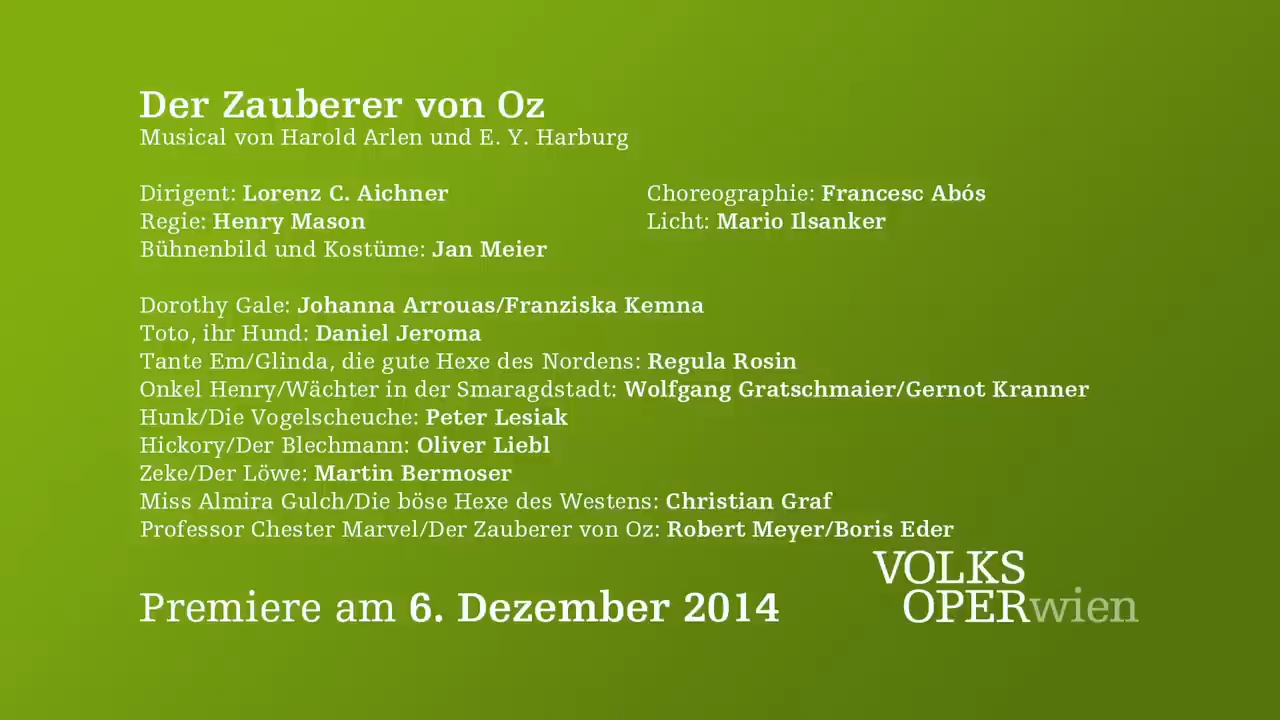 Der Zauberer von Oz
Musical von Harold Arlen und E. Y. Harburg
Dirigent: Lorenz C. Aichner
Regie: Henry Mason
Bühnenbild und Kostüme: Jan Meier
Choreographie: Francesc Abós
Licht: Mario Ilsanker
Dorothy Gale: Johanna Arrouas/Franziska Kemna
Toto, ihr Hund: Daniel Jeroma
Tante Em/Glinda, die gute Hexe des Nordens: Regula Rosin
Onkel Henry/Wächter in der Smaragdstadt: Wolfgang Gratschmaier/Gernot Kranner
Hunk/Die Vogelscheuche: Peter Lesiak
Hickory/Der Blechmann: Oliver Liebl
Zeke/Der Löwe: Martin Bermoser
Miss Almira Gulch/Die böse Hexe des Westens: Christian Graf
Professor Chester Marvel/Der Zauberer von Oz: Robert Meyer/Boris Eder
Premiere am 6. Dezember 2014
VOLKS
OPERwien